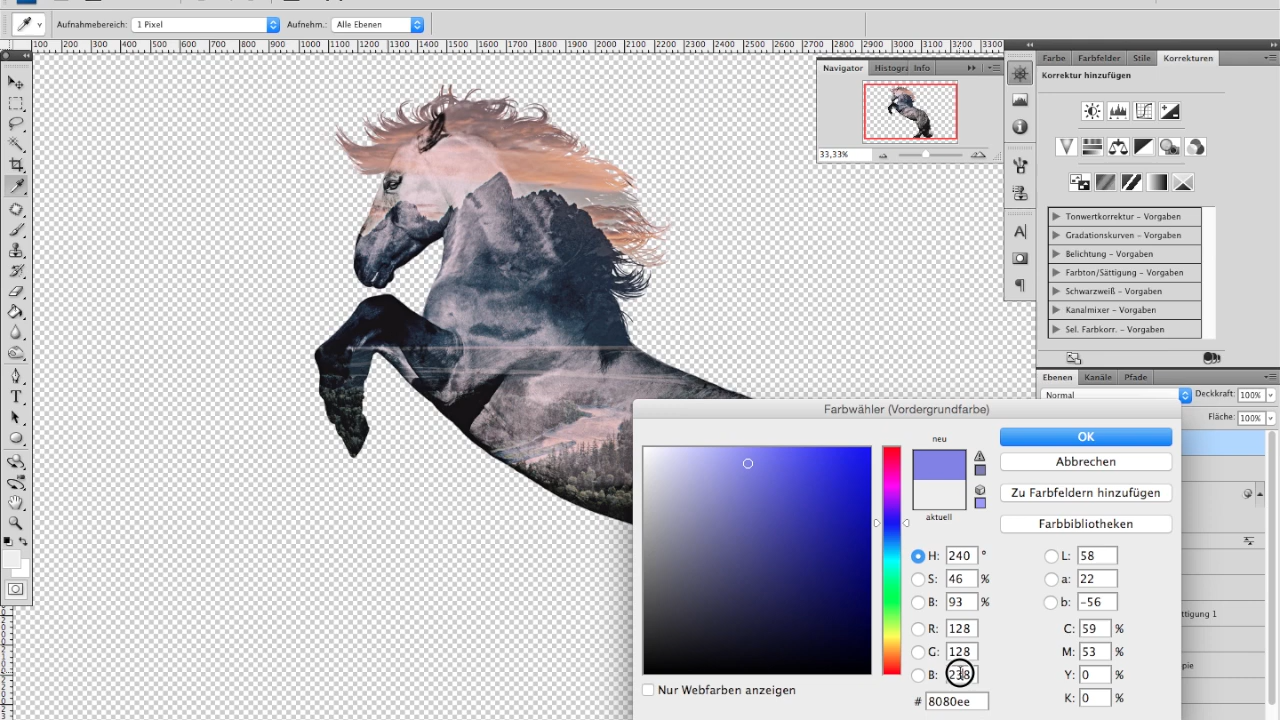 Aufnahmebereich: 1 Pixel Aufnehm.: Alle Ebenen
100 200 300 400 500 600 700 800 900 1000 1100 1200 1300 1400 1500 1600 1700 1800 1900 2000 2100 2200 2300 2400 2500 2600 2700 2800 2900 3000 3100 3200 3300
Navigator Histogra Info
33,33%
Farbe Farbfelder Stile Korrekturen
Korrektur hinzufügen
Tonwertkorrektur - Vorgaben
Gradationskurven - Vorgaben
Belichtung - Vorgaben
Farbton/Sättigung - Vorgaben
Schwarzweiß - Vorgaben
Kanalmixer - Vorgaben
Sel. Farbkorr. - Vorgaben
Ebenen Kanäle Pfade
Normal Deckkraft: 100%
Fläche: 100%
ttigung 1
pie
Farbwähler (Vordergrundfarbe)
neu
aktuell
OK
Abbrechen
Zu Farbfeldern hinzufügen
Farbbibliotheken
H: 240 ° L: 58
S: 46 % a: 22
B: 93 % b: -56
R: 128 C: 59 %
G: 128 M: 53 %
B: 238 Y: 0 %
# 8080ee K: 0 %
Nur Webfarben anzeigen